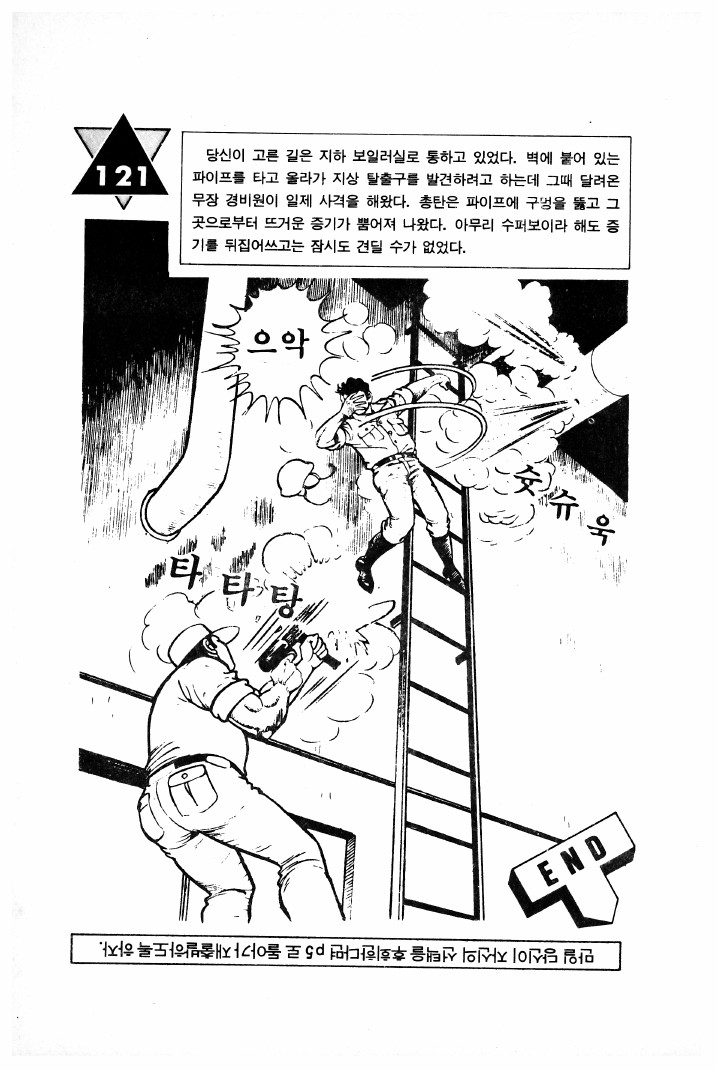 121
당신이 고른 길은 지하 보일러실로 통하고 있었다. 벽에 붙어 있는
파이프를 타고 올라가 지상 탈출구를 발견하려고 하는데 그때 달려온
무장 경비원이 일제 사격을 해왔다. 총탄은 파이프에 구멍을 뚫고 그
곳으로부터 뜨거운 증기가 뿜어져 나왔다. 아무리 수퍼보이라 해도 증
기를 뒤집어쓰고는 잠시도 견딜 수가 없었다.
으악
슛
슈
욱
타
타
탕
END
만일 당신이 자신의 선택을 후회한다면 p5로 돌아가 재출발하도록 하자.